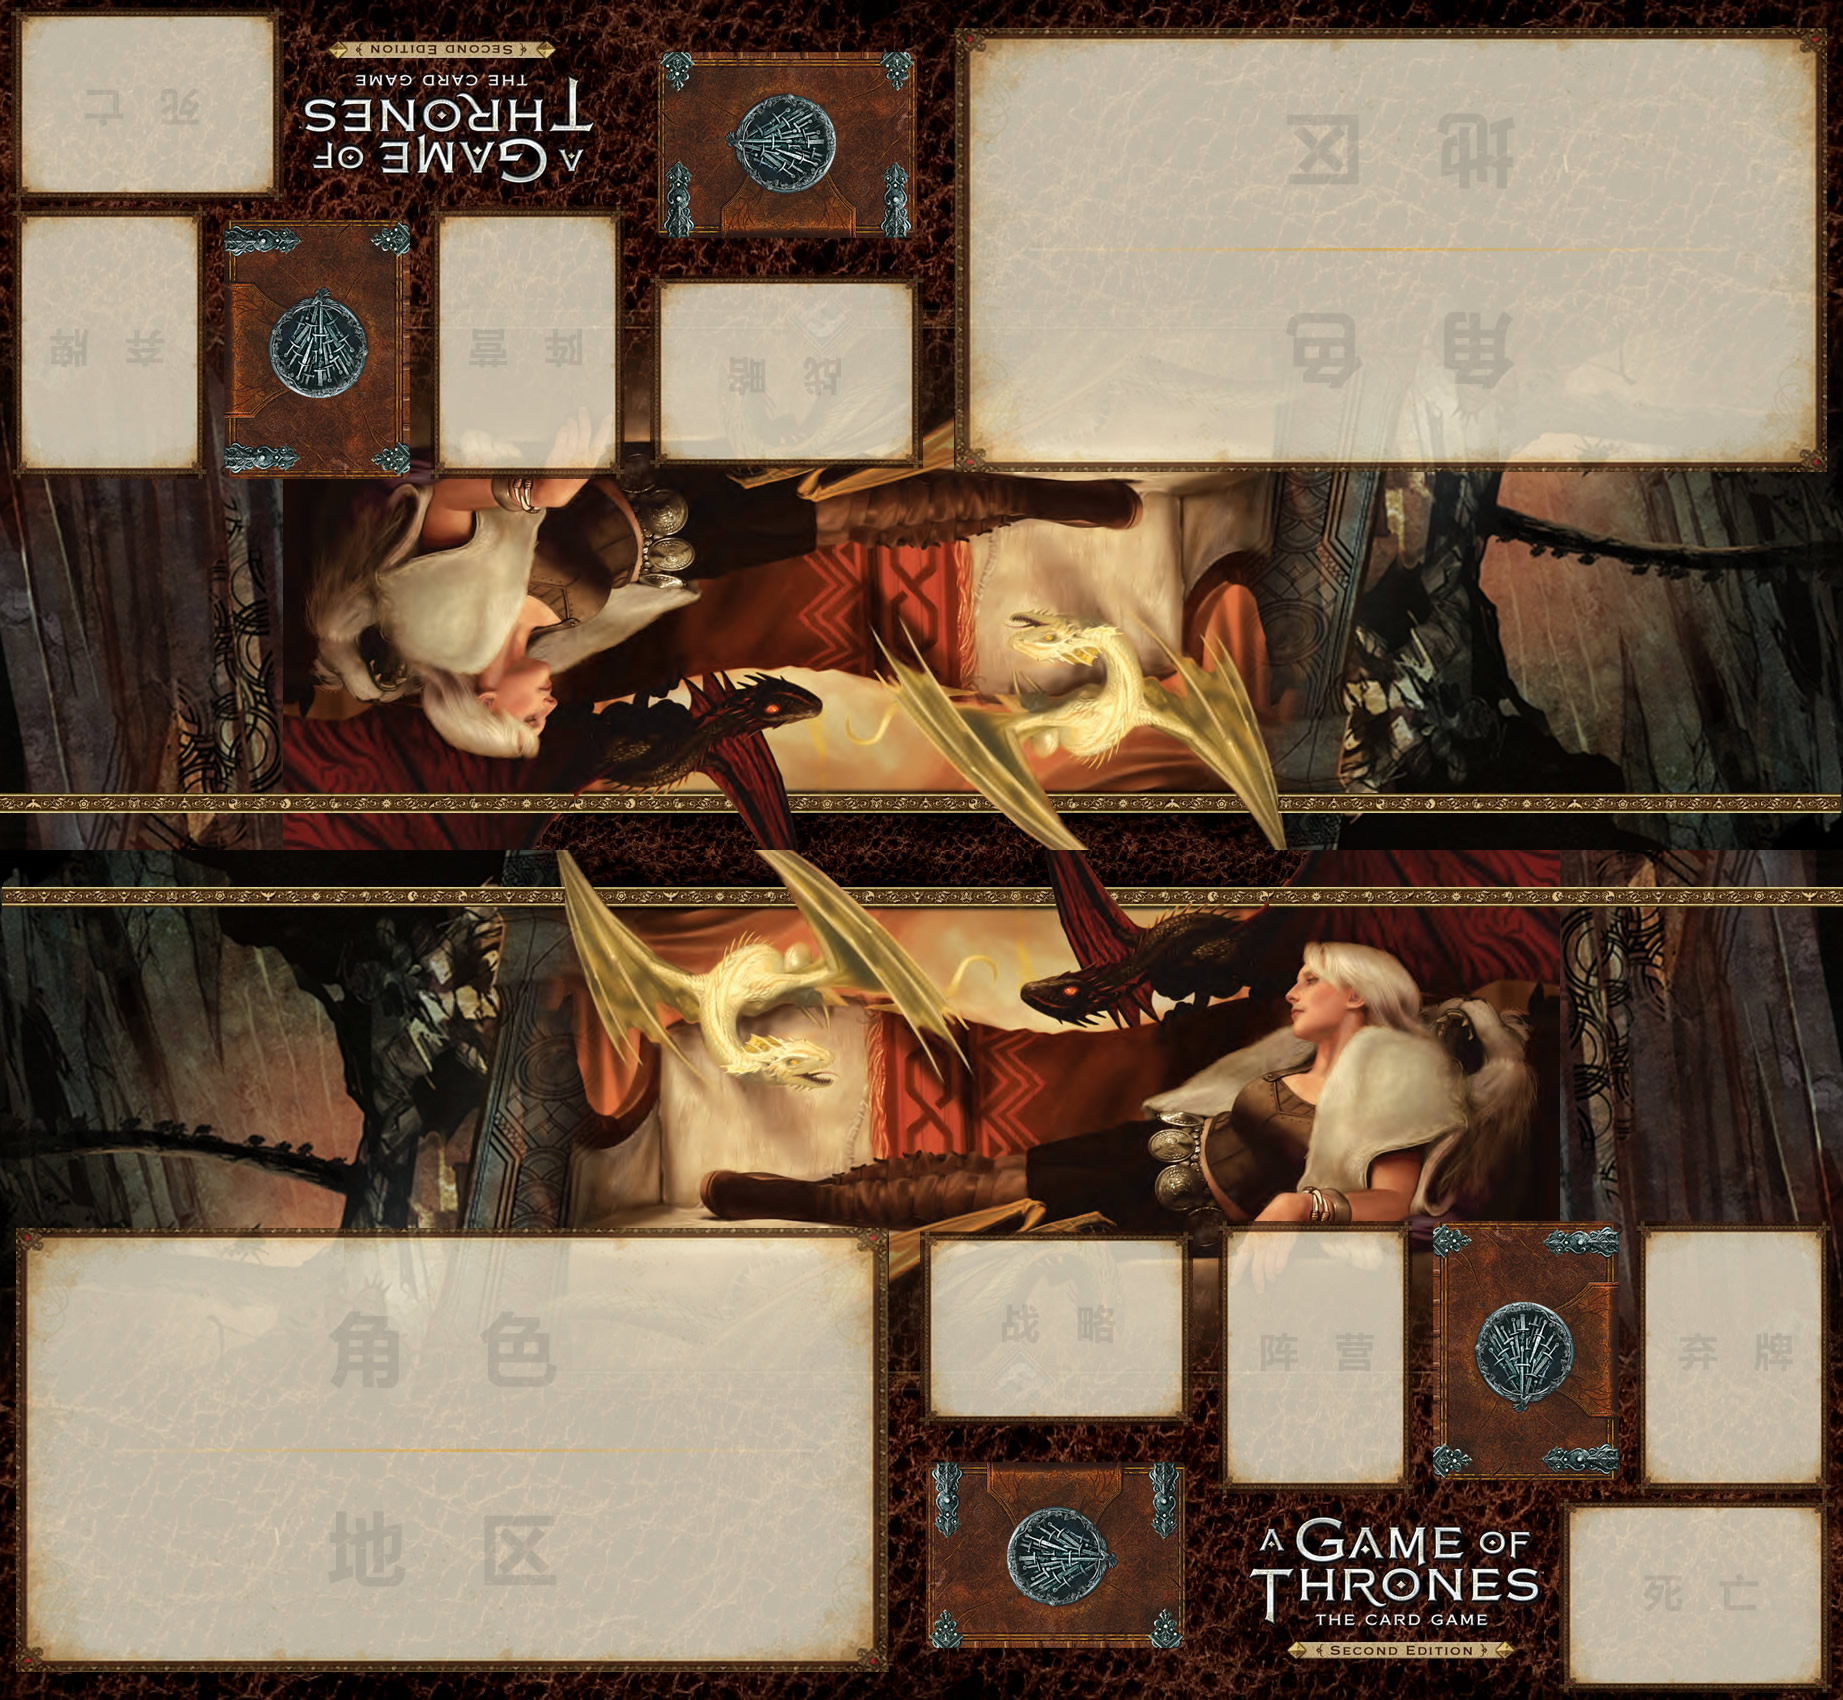 死 亡
SECOND EDITION
THE CARD GAME
THRONES
A GAME OF
地 区
角 色
弃 牌
阵 营
战 略
角 色
地 区
战 略
阵 营
弃 牌
A GAME OF
THRONES
THE CARD GAME
SECOND EDITION
死 亡